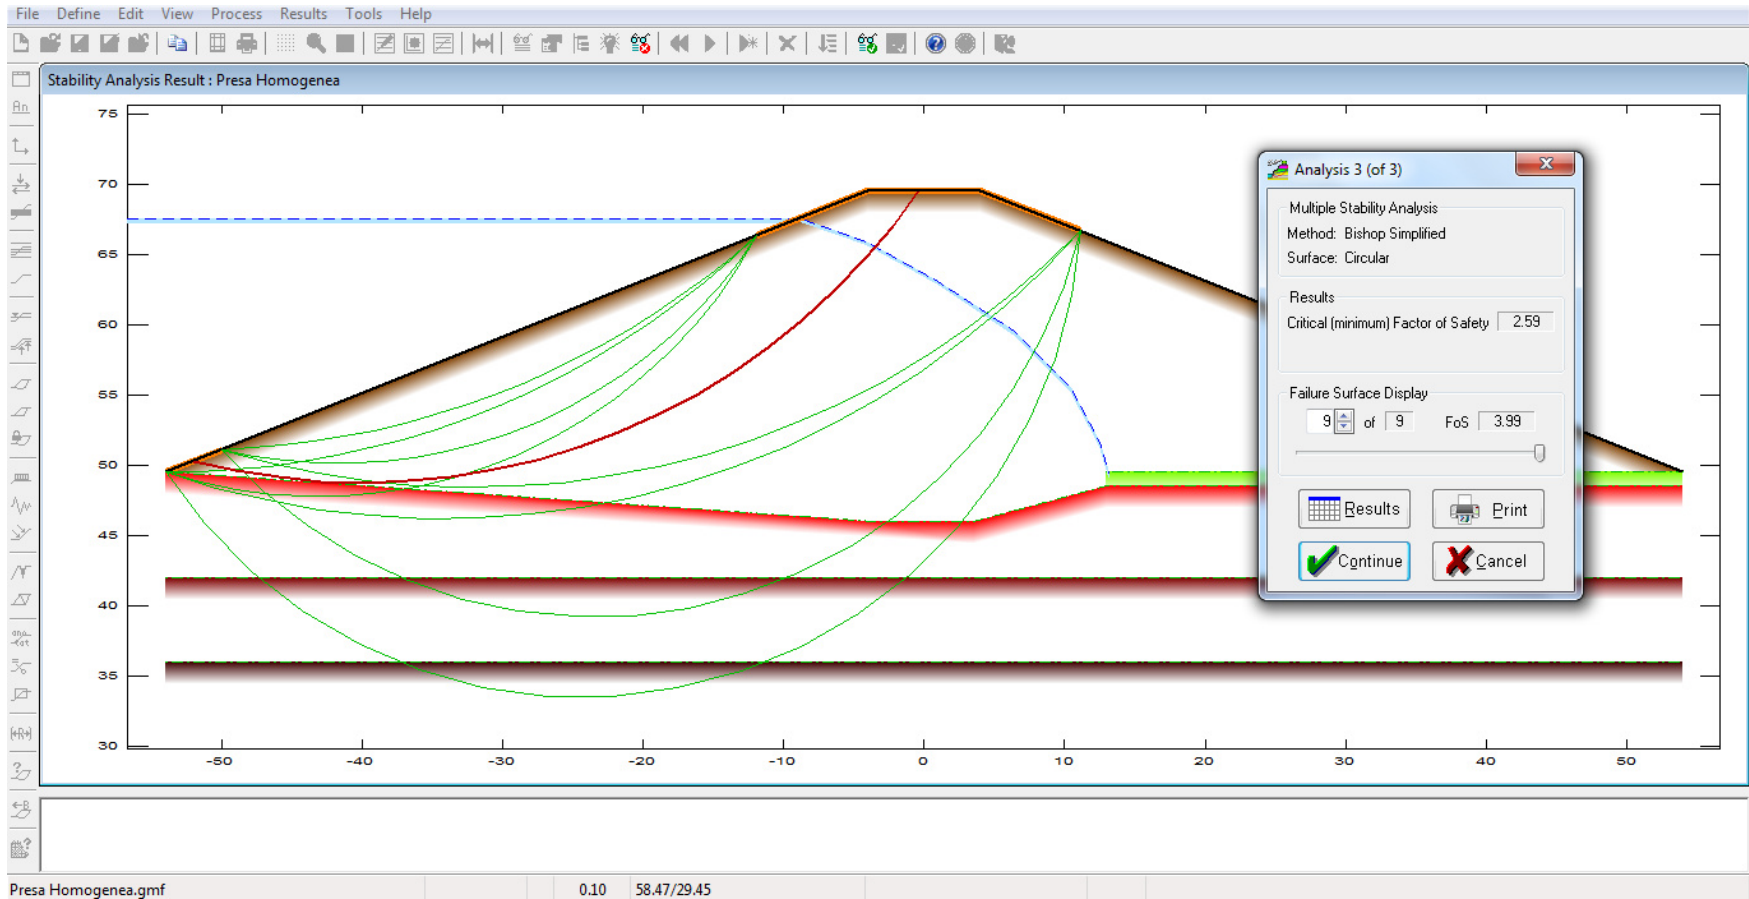 File Define Edit View Process Results Tools Help
Stability Analysis Result : Presa Homogenea
75
70
65
60
55
50
45
40
35
30
-50 -40 -30 -20 -10 0 10 20 30 40 50
Analysis 3 (of 3)
Multiple Stability Analysis
Method: Bishop Simplified
Surface: Circular
Results
Critical (minimum) Factor of Safety 2.59
Failure Surface Display
9 of 9 FoS 3.99
Results Print
Continue Cancel
Presa Homogenea.gmf 0.10 58.47/29.45